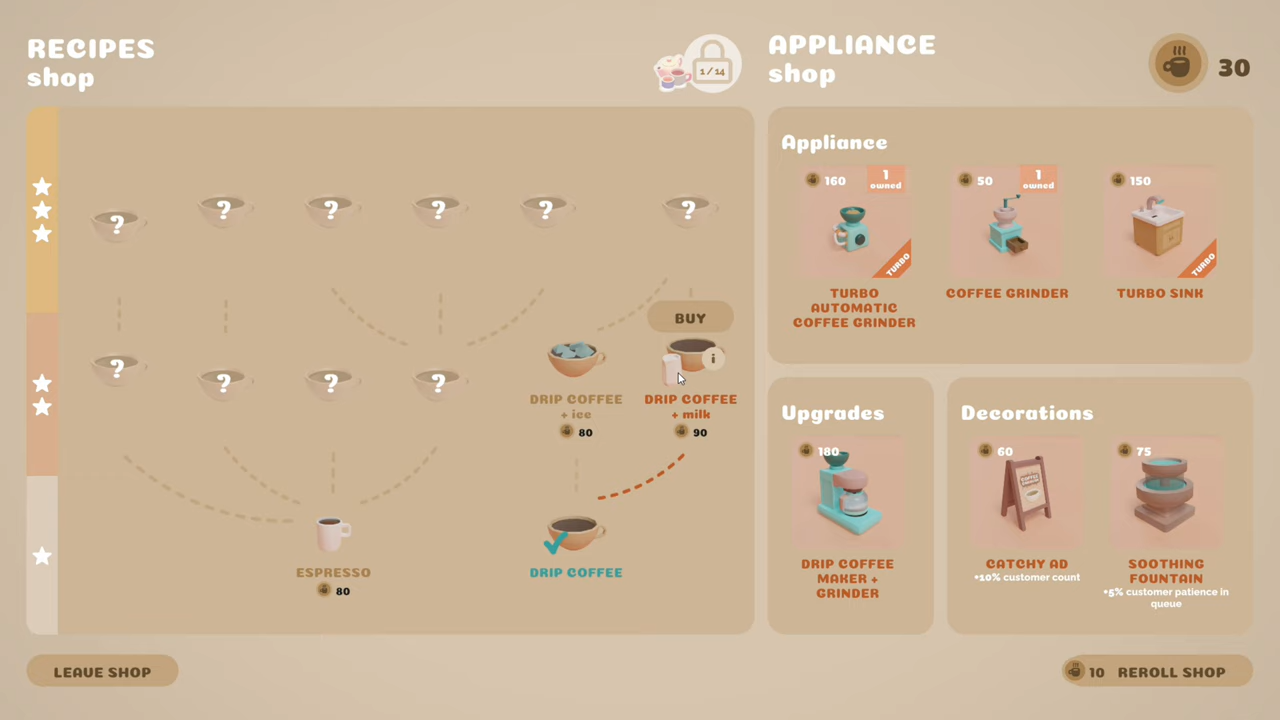 RECIPES
shop
1/14
APPLIANCE
shop
30
?
?
?
?
?
?
BUY
?
?
?
?
i
DRIP COFFEE
+ ice
80
DRIP COFFEE
+ milk
90
ESPRESSO
80
DRIP COFFEE
Appliance
160
1
owned
TURBO
TURBO
AUTOMATIC
COFFEE GRINDER
50
1
owned
COFFEE GRINDER
150
TURBO
TURBO SINK
Upgrades
180
DRIP COFFEE
MAKER +
GRINDER
Decorations
60
CATCHY AD
+10% customer count
75
SOOTHING
FOUNTAIN
+5% customer patience in
queue
LEAVE SHOP
10 REROLL SHOP